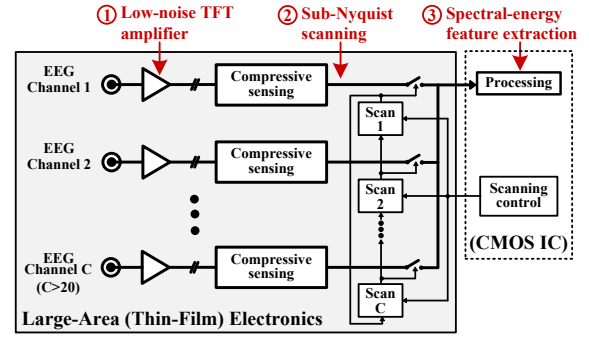 ① Low-noise TFT
amplifier
② Sub-Nyquist
scanning
③ Spectral-energy
feature extraction
EEG
Channel 1
Compressive
sensing
Processing
Scan
1
EEG
Channel 2
Compressive
sensing
Scan
2
Scanning
control
(CMOS IC)
EEG
Channel C
(C>20)
Compressive
sensing
Scan
C
Large-Area (Thin-Film) Electronics